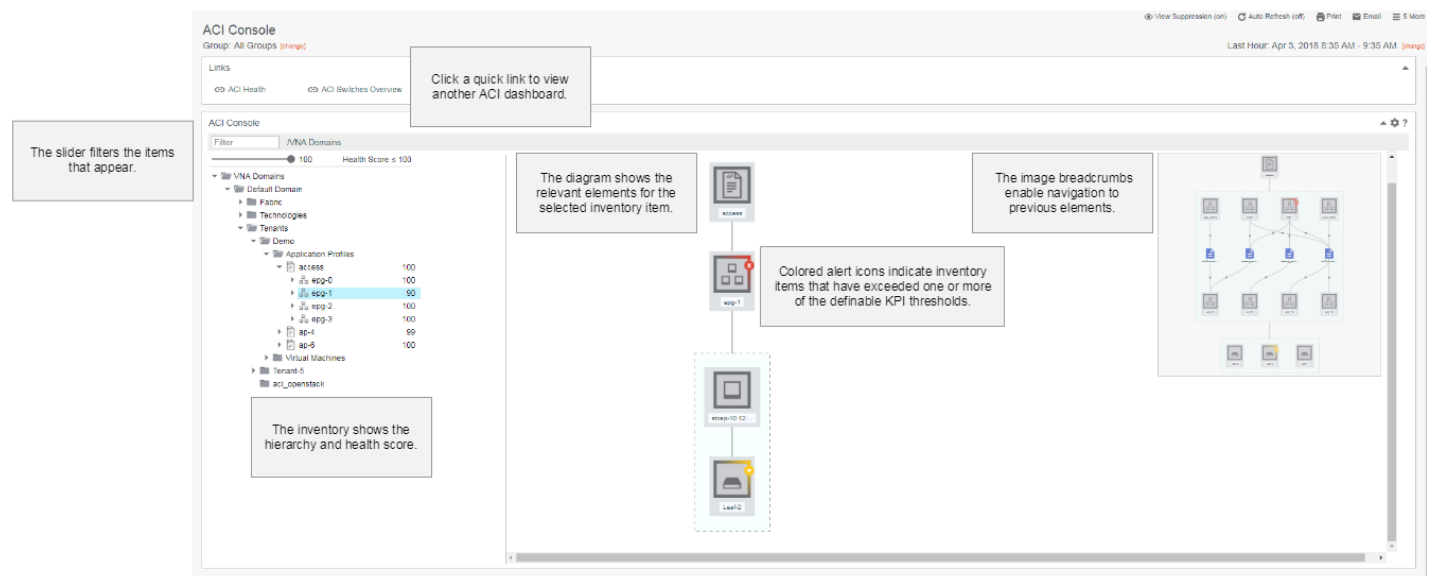 View Suppression (on) Auto Refresh (off) Print Email 5 More
ACI Console
Group: All Groups [change]
Last Hour: Apr 3, 2018 8:35 AM - 9:35 AM [change]
Links
ACI Health ACI Switches Overview
Click a quick link to view
another ACI dashboard.
ACI Console
Filter /VNA Domains
100 Health Score ≤ 100
The slider filters the items
that appear.
VNA Domains
Default Domain
Fabric
Technologies
Tenants
Demo
Application Profiles
access 100
epg-0 100
epg-1 90
epg-2 100
epg-3 100
ap-4 99
ap-6 100
Virtual Machines
Tenant-5
aci_openstack
The inventory shows the
hierarchy and health score.
The diagram shows the
relevant elements for the
selected inventory item.
access
epg-1
Colored alert icons indicate inventory
items that have exceeded one or more
of the definable KPI thresholds.
Leaf-2
The image breadcrumbs
enable navigation to
previous elements.